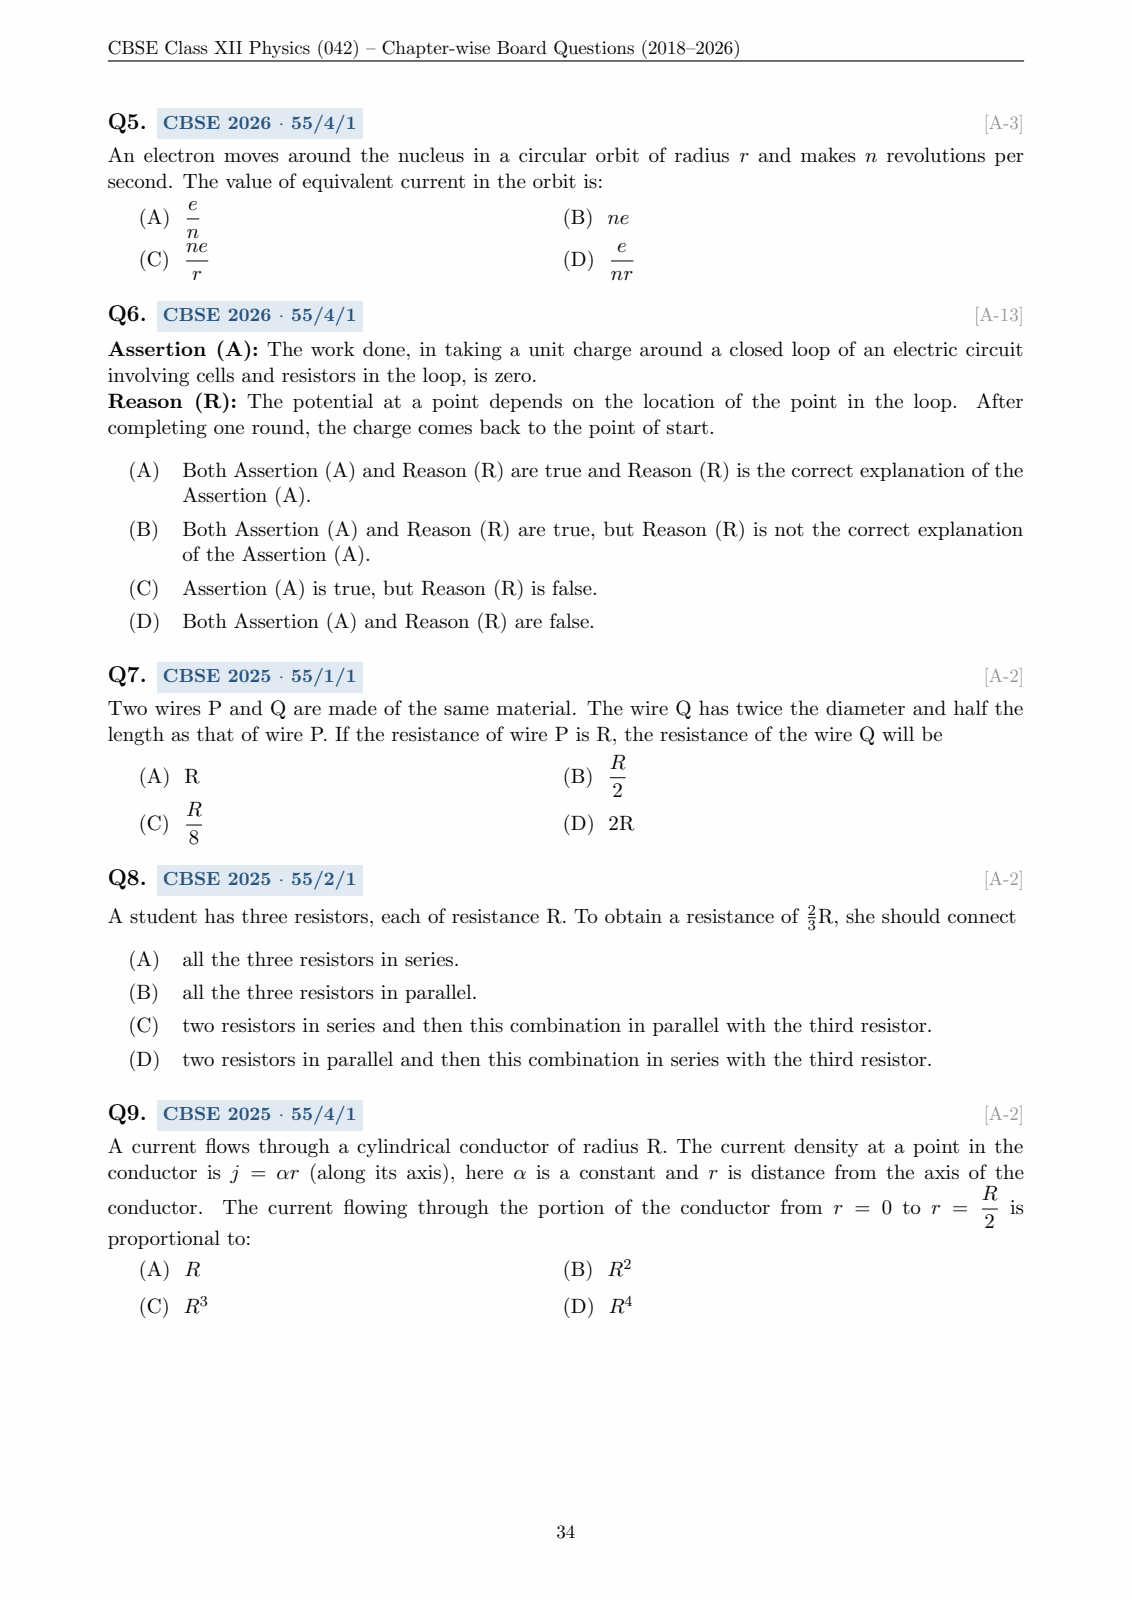 CBSE Class XII Physics (042) – Chapter-wise Board Questions (2018–2026)
Q5. CBSE 2026 · 55/4/1 [A-3]
An electron moves around the nucleus in a circular orbit of radius r and makes n revolutions per
second. The value of equivalent current in the orbit is:
(A) e/n (B) ne
(C) ne/r (D) e/nr
Q6. CBSE 2026 · 55/4/1 [A-13]
Assertion (A): The work done, in taking a unit charge around a closed loop of an electric circuit
involving cells and resistors in the loop, is zero.
Reason (R): The potential at a point depends on the location of the point in the loop. After
completing one round, the charge comes back to the point of start.
(A) Both Assertion (A) and Reason (R) are true and Reason (R) is the correct explanation of the
Assertion (A).
(B) Both Assertion (A) and Reason (R) are true, but Reason (R) is not the correct explanation
of the Assertion (A).
(C) Assertion (A) is true, but Reason (R) is false.
(D) Both Assertion (A) and Reason (R) are false.
Q7. CBSE 2025 · 55/1/1 [A-2]
Two wires P and Q are made of the same material. The wire Q has twice the diameter and half the
length as that of wire P. If the resistance of wire P is R, the resistance of the wire Q will be
(A) R (B) R/2
(C) R/8 (D) 2R
Q8. CBSE 2025 · 55/2/1 [A-2]
A student has three resistors, each of resistance R. To obtain a resistance of 2/3R, she should connect
(A) all the three resistors in series.
(B) all the three resistors in parallel.
(C) two resistors in series and then this combination in parallel with the third resistor.
(D) two resistors in parallel and then this combination in series with the third resistor.
Q9. CBSE 2025 · 55/4/1 [A-2]
A current flows through a cylindrical conductor of radius R. The current density at a point in the
conductor is j = αr (along its axis), here α is a constant and r is distance from the axis of the
conductor. The current flowing through the portion of the conductor from r = 0 to r = R/2 is
proportional to:
(A) R (B) R²
(C) R³ (D) R⁴
34